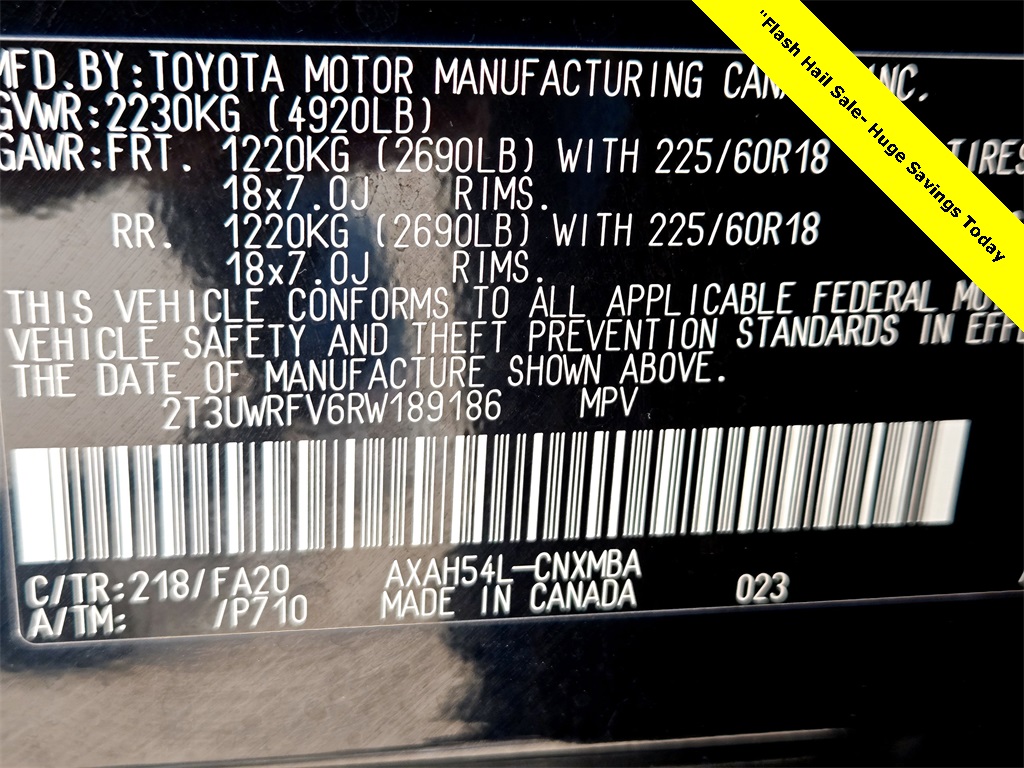 MFD.BY:TOYOTA MOTOR MANUFACTURING INC.
GVWR:2230KG (4920LB)
GAWR:FRT. 1220KG (2690LB) WITH 225/60R18 TIRES
18x7.0J RIMS.
RR. 1220KG (2690LB) WITH 225/60R18
18x7.0J RIMS.
THIS VEHICLE CONFORMS TO ALL APPLICABLE FEDERAL
VEHICLE SAFETY AND THEFT PREVENTION STANDARDS IN
THE DATE OF MANUFACTURE SHOWN ABOVE.
2T3UWRFV6RW189186 MPV
C/TR:218/FA20 AXAH54L-CNXMBA
A/TM: /P710 MADE IN CANADA 023
"Flash Hail Sale- Huge Savings Today